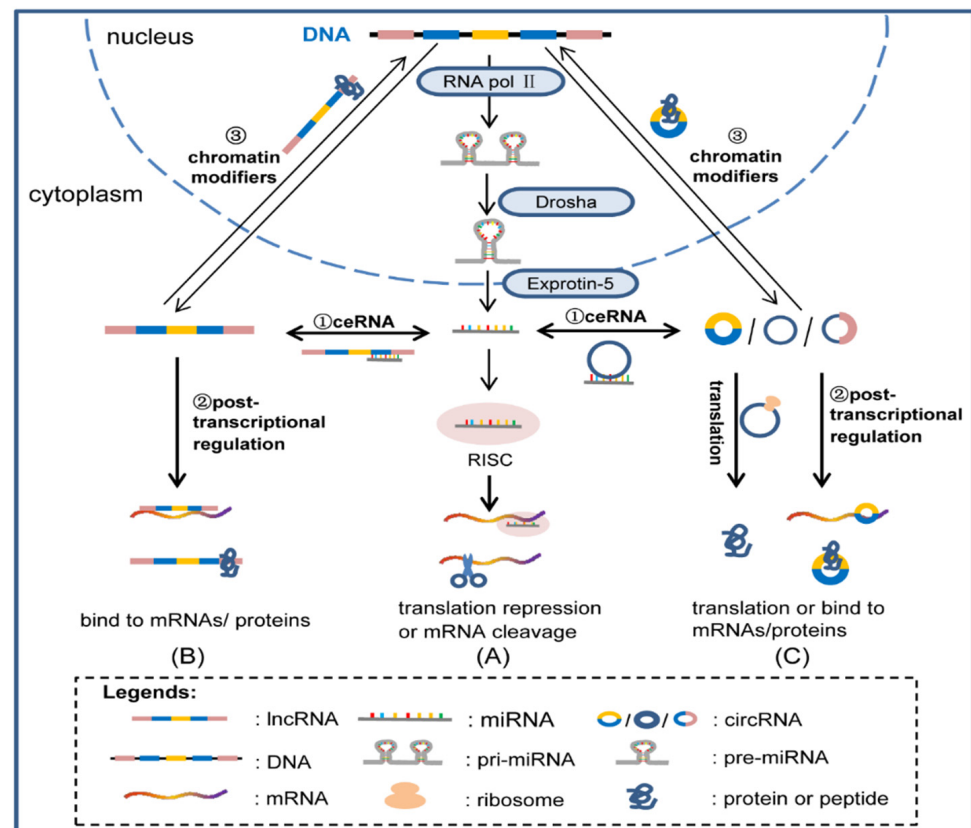 nucleus
DNA
RNA pol Ⅱ
③
chromatin
modifiers
③
chromatin
modifiers
cytoplasm
Drosha
Exprotin-5
①ceRNA
①ceRNA
/ /
②post-
transcriptional
regulation
RISC
translation
②post-
transcriptional
regulation
bind to mRNAs/ proteins
(B)
translation repression
or mRNA cleavage
(A)
translation or bind to
mRNAs/proteins
(C)
Legends:
: lncRNA
: miRNA
/ / : circRNA
: DNA
: pri-miRNA
: pre-miRNA
: mRNA
: ribosome
: protein or peptide